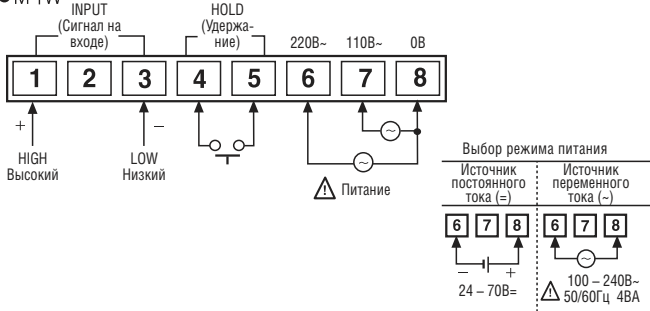 M4W
INPUT
(Сигнал на
входе)
HOLD
(Удержа-
ние)
220В~ 110В~ 0В
1 2 3 4 5 6 7 8
+ −
HIGH
Высокий
LOW
Низкий
⚠ Питание
Выбор режима питания
Источник
постоянного
тока (=)
Источник
переменного
тока (~)
6 7 8 6 7 8
− +
24 – 70В=
⚠ 100 – 240В~
50/60Гц 4ВА